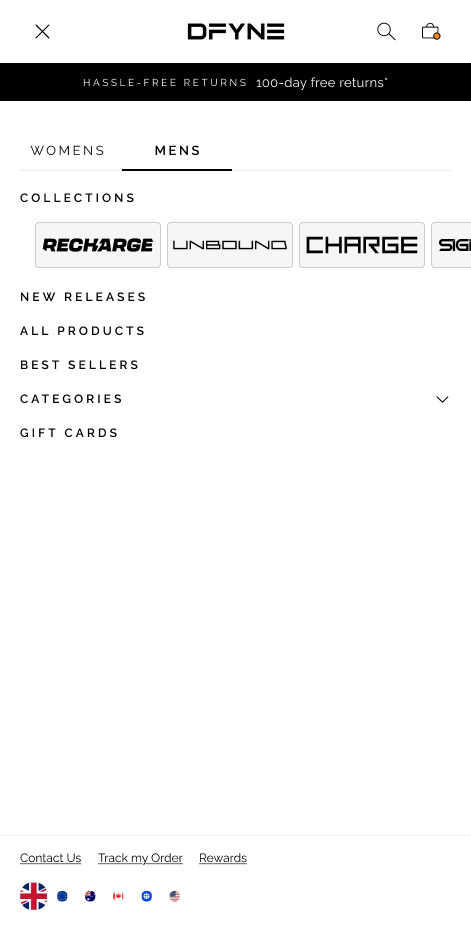 DFYNE
HASSLE-FREE RETURNS 100-day free returns*
WOMENS MENS
COLLECTIONS
RECHARGE UNBOUND CHARGE
NEW RELEASES
ALL PRODUCTS
BEST SELLERS
CATEGORIES
GIFT CARDS
Contact Us Track my Order Rewards